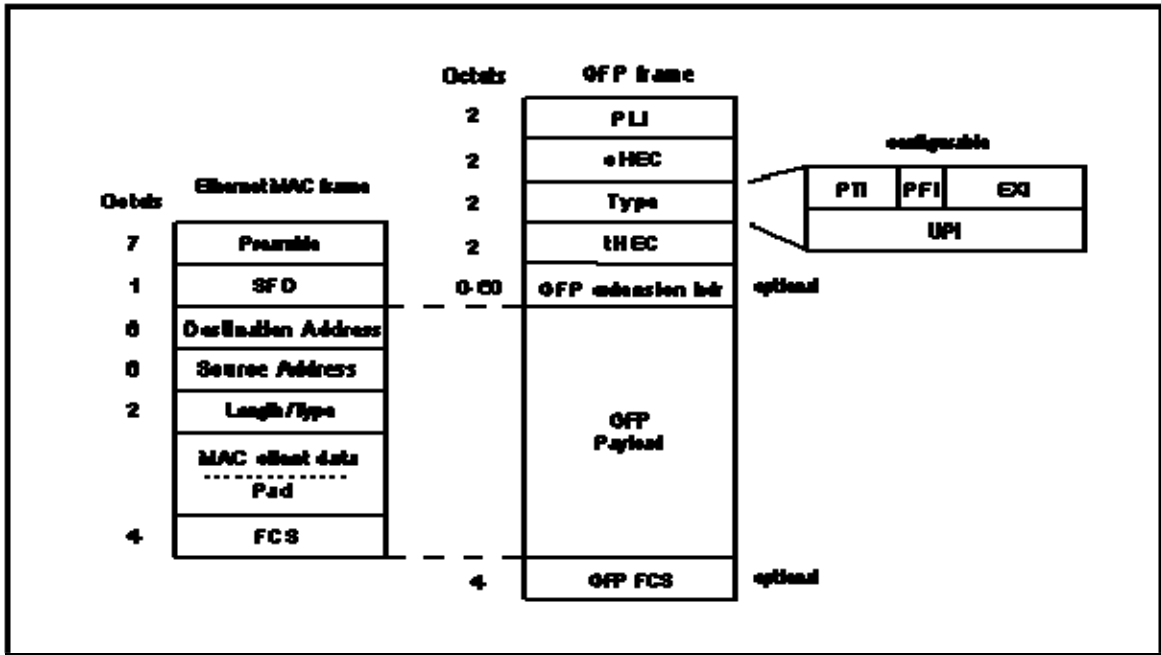 Octets
GFP frame
2
PLI
2
cHEC
2
Type
2
tHEC
0-60
GFP extension hdr
optional
GFP
Payload
4
GFP FCS
optional
configurable
PTI
PFI
EXI
UPI
Octets
Ethernet MAC frame
7
Preamble
1
SFD
6
Destination Address
6
Source Address
2
Length/Type
MAC client data
Pad
4
FCS